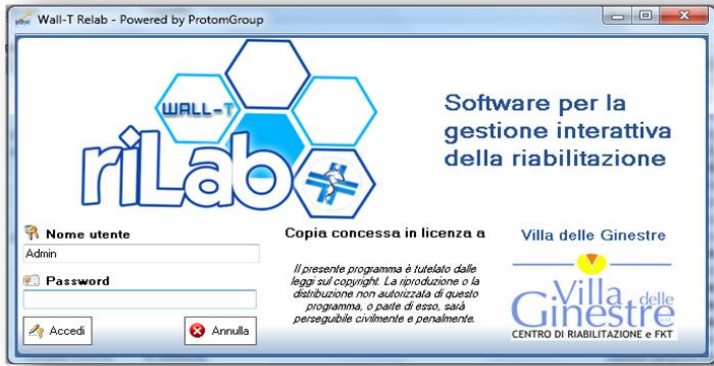 Wall-T Relab - Powered by ProtomGroup
WALL-T
riLab
Software per la
gestione interattiva
della riabilitazione
Nome utente
Admin
Password
Accedi
Annulla
Copia concessa in licenza a
Il presente programma è tutelato dalle
leggi sul copyright. La riproduzione o la
distribuzione non autorizzata di questo
programma, o parte di esso, sarà
perseguibile civilmente e penalmente.
Villa delle Ginestre
Villa delle
Ginestre
CENTRO DI RIABILITAZIONE e FKT